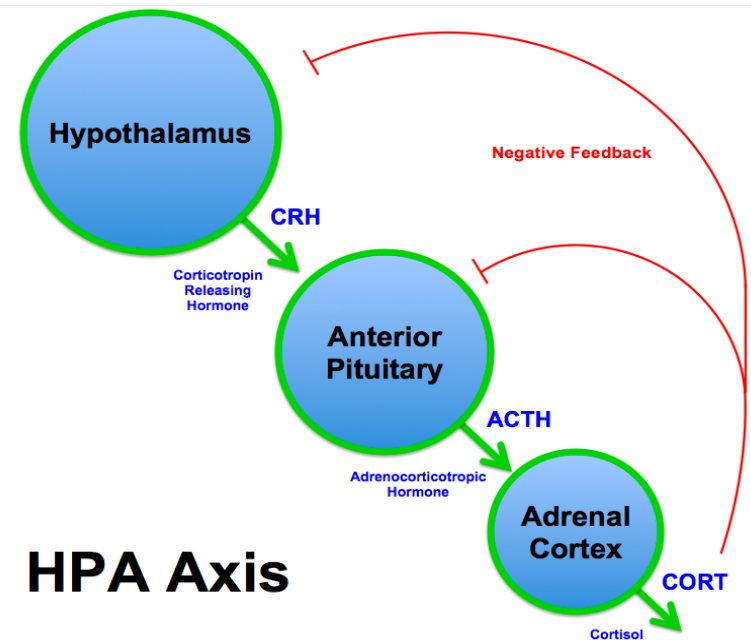 Hypothalamus
Negative Feedback
CRH
Corticotropin
Releasing
Hormone
Anterior
Pituitary
ACTH
Adrenocorticotropic
Hormone
Adrenal
Cortex
HPA Axis
CORT
Cortisol